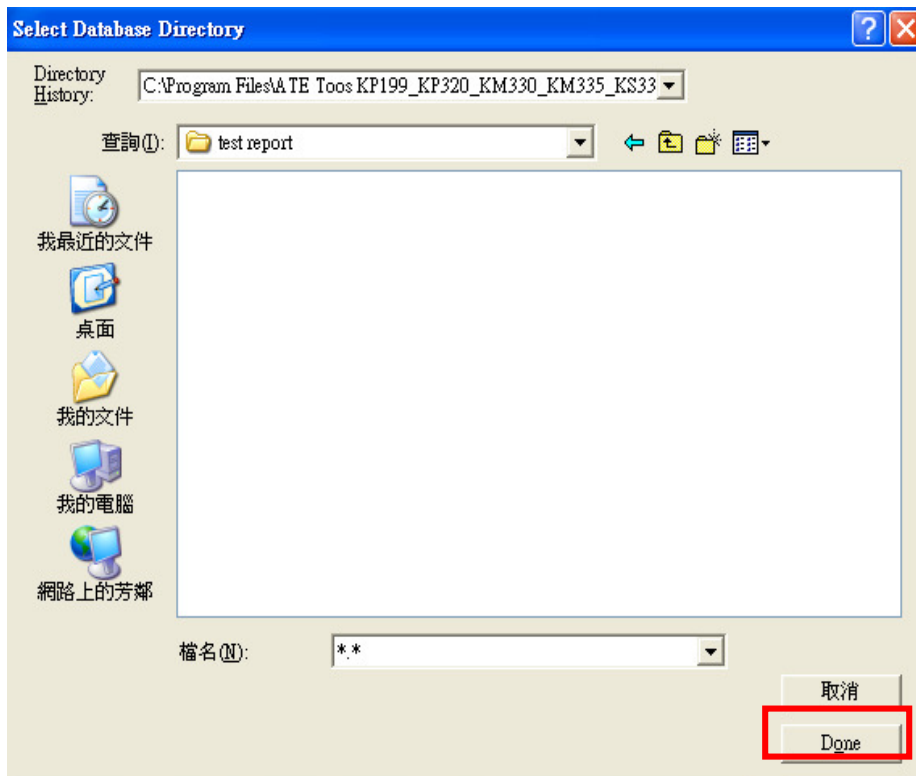 Select Database Directory
Directory
History:
C:\Program Files\ATE Toos KP199_KP320_KM330_KM335_KS33
查詢(I):
test report
我最近的文件
桌面
我的文件
我的電腦
網路上的芳鄰
檔名(N):
*.*
取消
Done